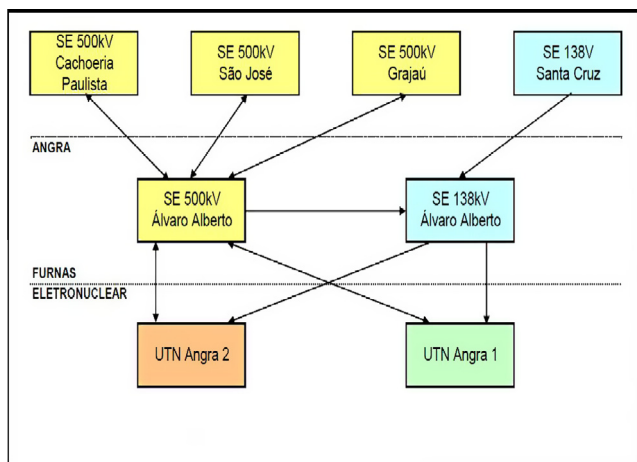 SE 500kV
Cachoeria
Paulista
SE 500kV
São José
SE 500kV
Grajaú
SE 138V
Santa Cruz
ANGRA
SE 500kV
Álvaro Alberto
SE 138kV
Álvaro Alberto
FURNAS
ELETRONUCLEAR
UTN Angra 2
UTN Angra 1